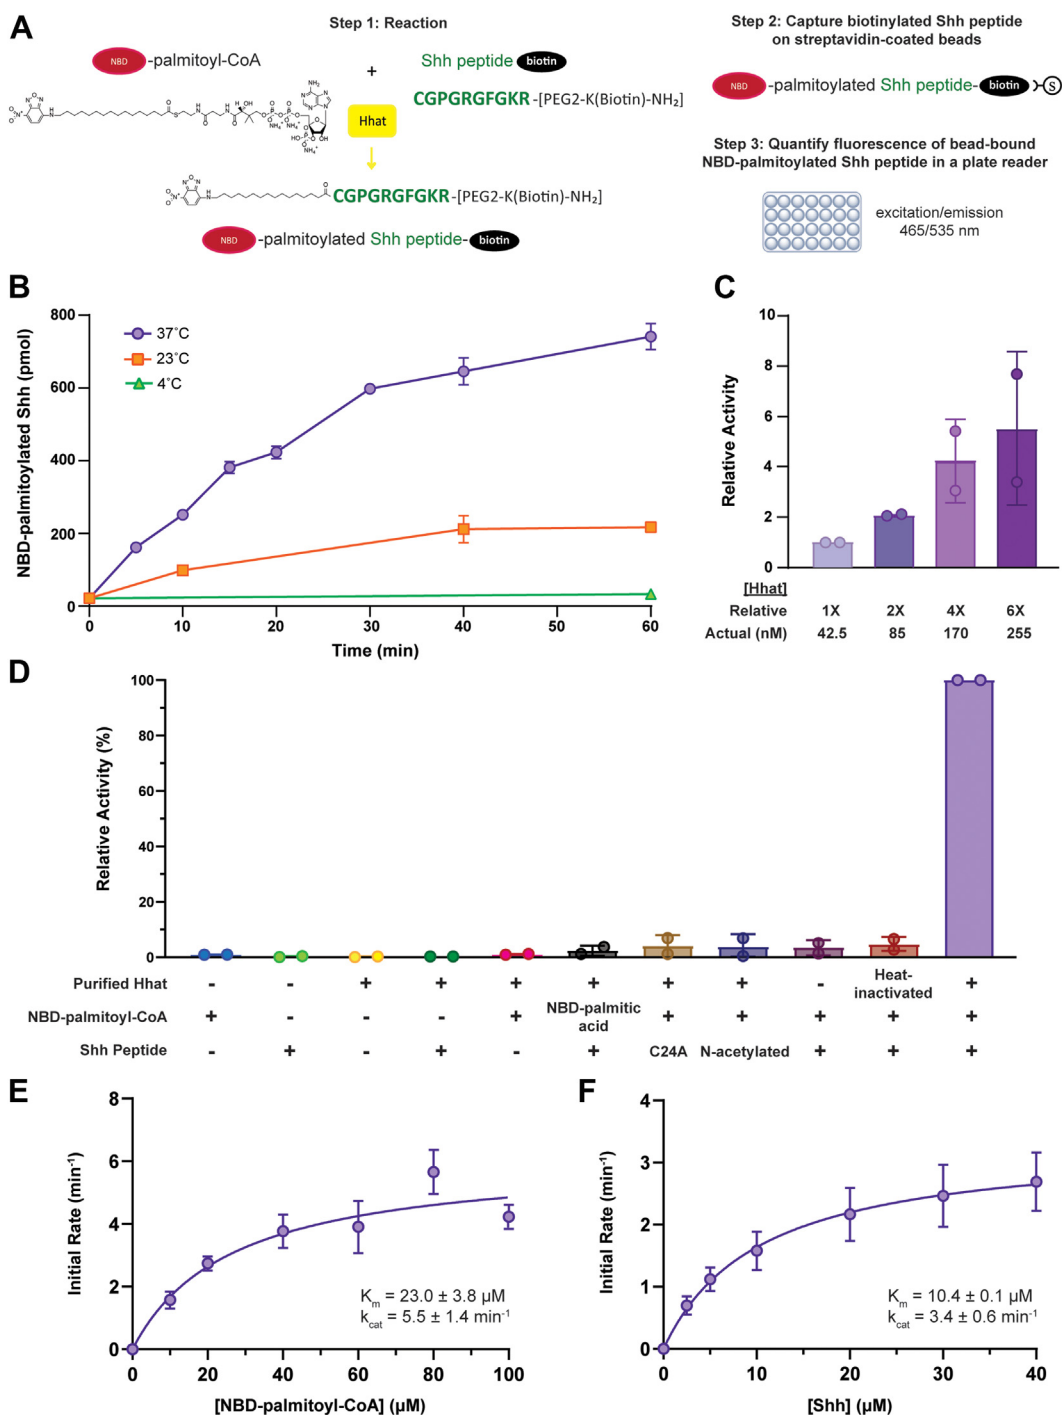 A
Step 1: Reaction
NBD
-palmitoyl-CoA
+
Shh peptide
biotin
CGPGRGFGKR-[PEG2-K(Biotin)-NH₂]
Hhat
CGPGRGFGKR-[PEG2-K(Biotin)-NH₂]
NBD
-palmitoylated Shh peptide-
biotin
Step 2: Capture biotinylated Shh peptide
on streptavidin-coated beads
NBD
-palmitoylated Shh peptide-
biotin
S
Step 3: Quantify fluorescence of bead-bound
NBD-palmitoylated Shh peptide in a plate reader
excitation/emission
465/535 nm
B
NBD-palmitoylated Shh (pmol)
800
600
400
200
0
37˚C
23˚C
4˚C
0 10 20 30 40 50 60
Time (min)
C
Relative Activity
10
8
6
4
2
0
[Hhat]
Relative 1X 2X 4X 6X
Actual (nM) 42.5 85 170 255
D
Relative Activity (%)
100
80
60
40
20
0
Purified Hhat - - + + + + + + - Heat-inactivated +
NBD-palmitoyl-CoA + - - - + NBD-palmitic acid + + + + +
Shh Peptide - + - + - + C24A N-acetylated + + +
E
Initial Rate (min⁻¹)
8
6
4
2
0
Kₘ = 23.0 ± 3.8 µM
k_cat = 5.5 ± 1.4 min⁻¹
0 20 40 60 80 100
[NBD-palmitoyl-CoA] (µM)
F
Initial Rate (min⁻¹)
4
3
2
1
0
Kₘ = 10.4 ± 0.1 µM
k_cat = 3.4 ± 0.6 min⁻¹
0 10 20 30 40
[Shh] (µM)